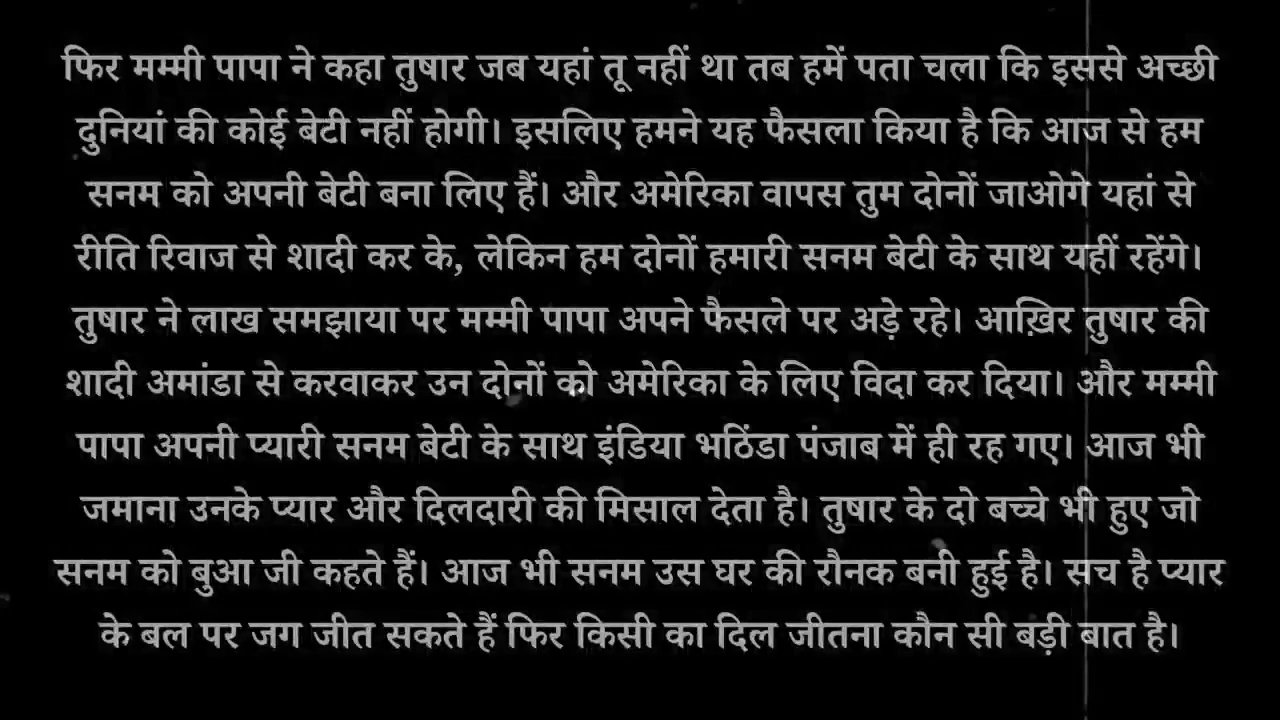 फिर मम्मी पापा ने कहा तुषार जब यहां तू नहीं था तब हमें पता चला कि इससे अच्छी
दुनियां की कोई बेटी नहीं होगी। इसलिए हमने यह फैसला किया है कि आज से हम
सनम को अपनी बेटी बना लिए हैं। और अमेरिका वापस तुम दोनों जाओगे यहां से
रीति रिवाज से शादी कर के, लेकिन हम दोनों हमारी सनम बेटी के साथ यहीं रहेंगे।
तुषार ने लाख समझाया पर मम्मी पापा अपने फैसले पर अड़े रहे। आख़िर तुषार की
शादी अमांडा से करवाकर उन दोनों को अमेरिका के लिए विदा कर दिया। और मम्मी
पापा अपनी प्यारी सनम बेटी के साथ इंडिया भठिंडा पंजाब में ही रह गए। आज भी
जमाना उनके प्यार और दिलदारी की मिसाल देता है। तुषार के दो बच्चे भी हुए जो
सनम को बुआ जी कहते हैं। आज भी सनम उस घर की रौनक बनी हुई है। सच है प्यार
के बल पर जग जीत सकते हैं फिर किसी का दिल जीतना कौन सी बड़ी बात है।